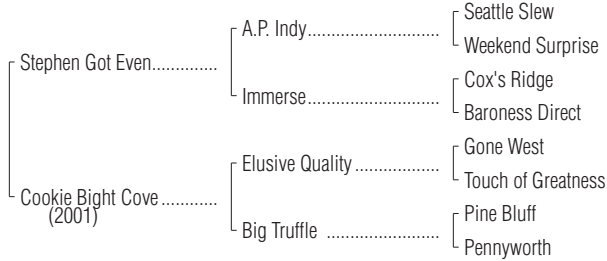 Seattle Slew
A.P. Indy..............................
Weekend Surprise
Stephen Got Even..............
Cox's Ridge
Immerse..............................
Baroness Direct
Gone West
Elusive Quality ...................
Touch of Greatness
Cookie Bight Cove ............
(2001)
Pine Bluff
Big Truffle .........................
Pennyworth